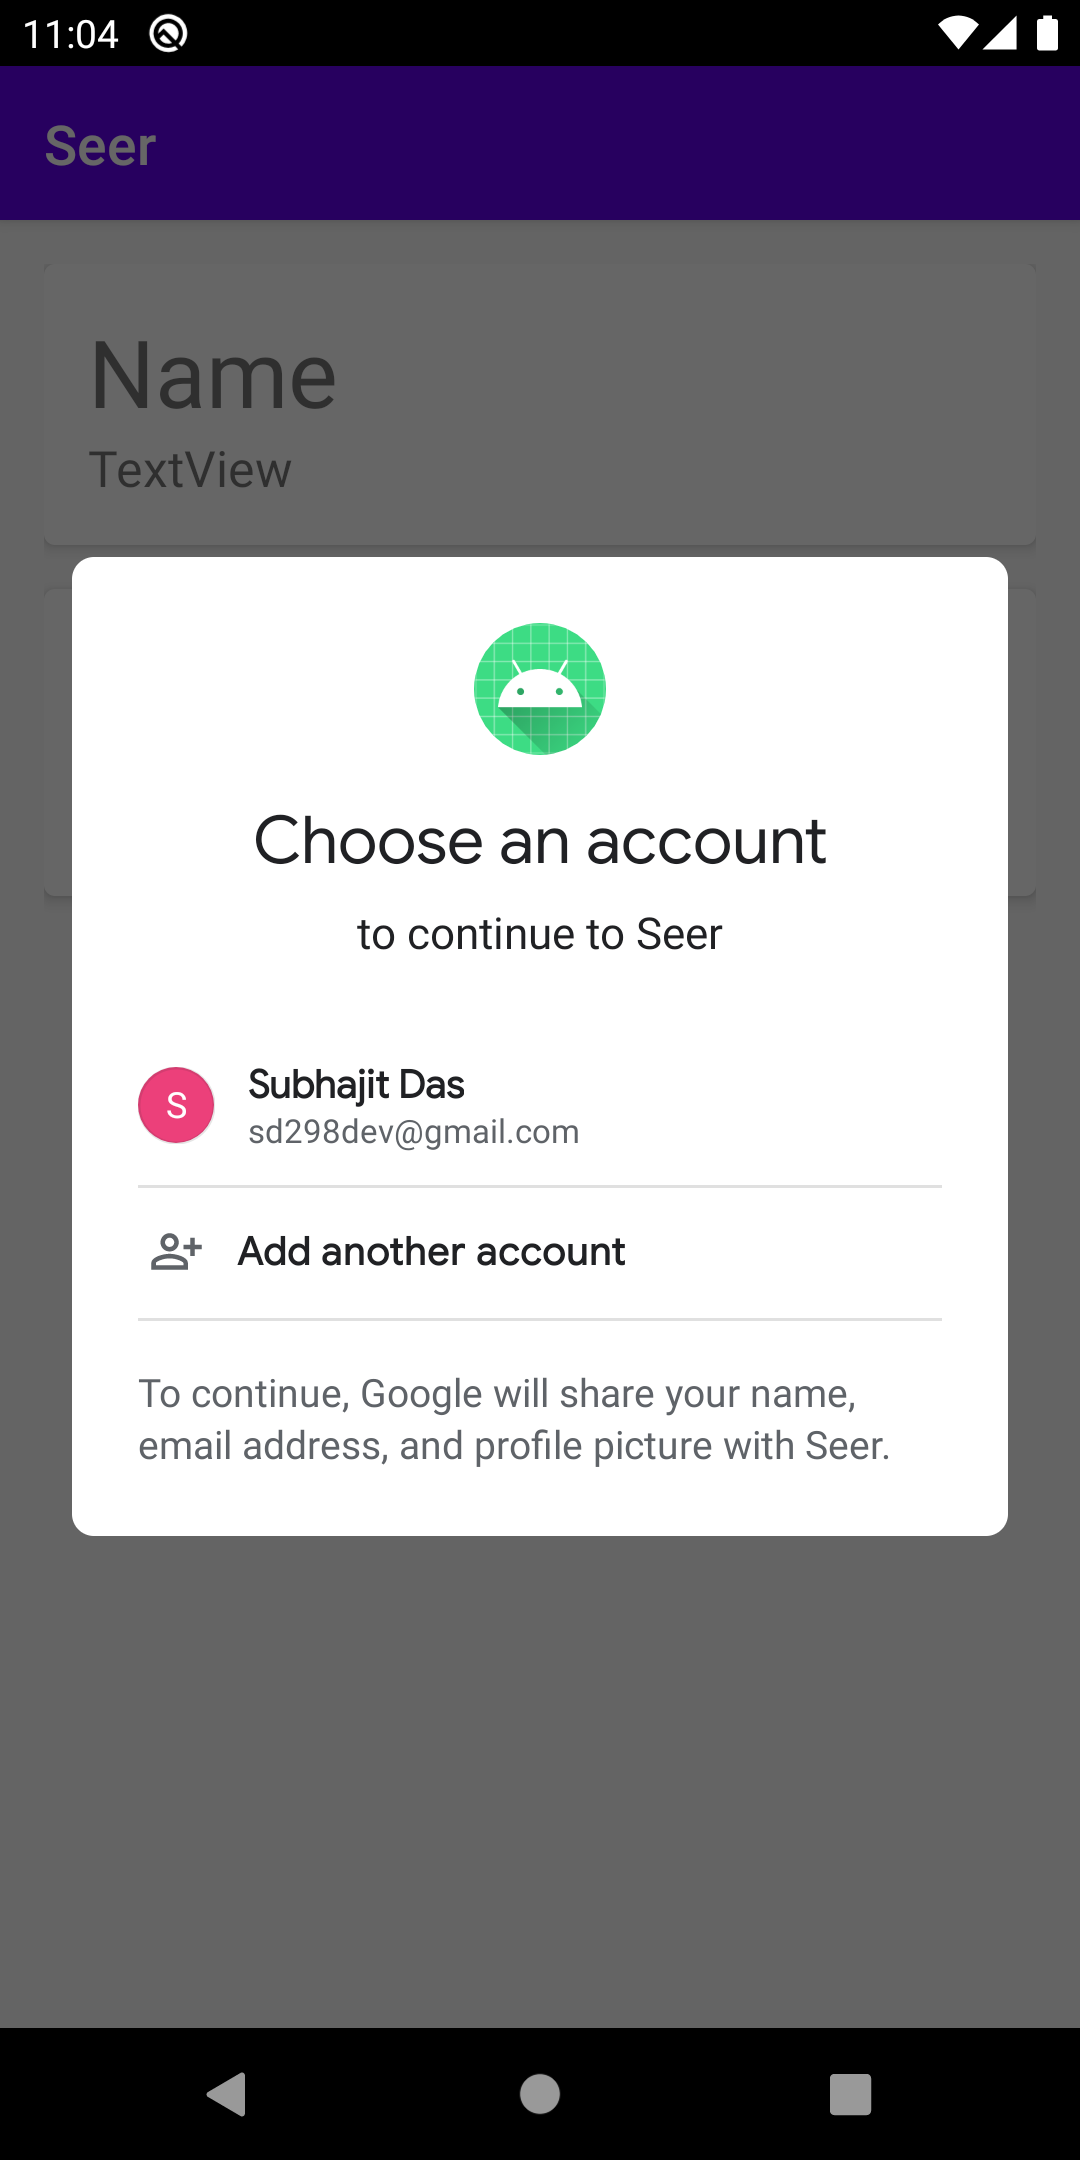 11:04
Seer
Name
TextView
Choose an account
to continue to Seer
S
Subhajit Das
sd298dev@gmail.com
Add another account
To continue, Google will share your name,
email address, and profile picture with Seer.